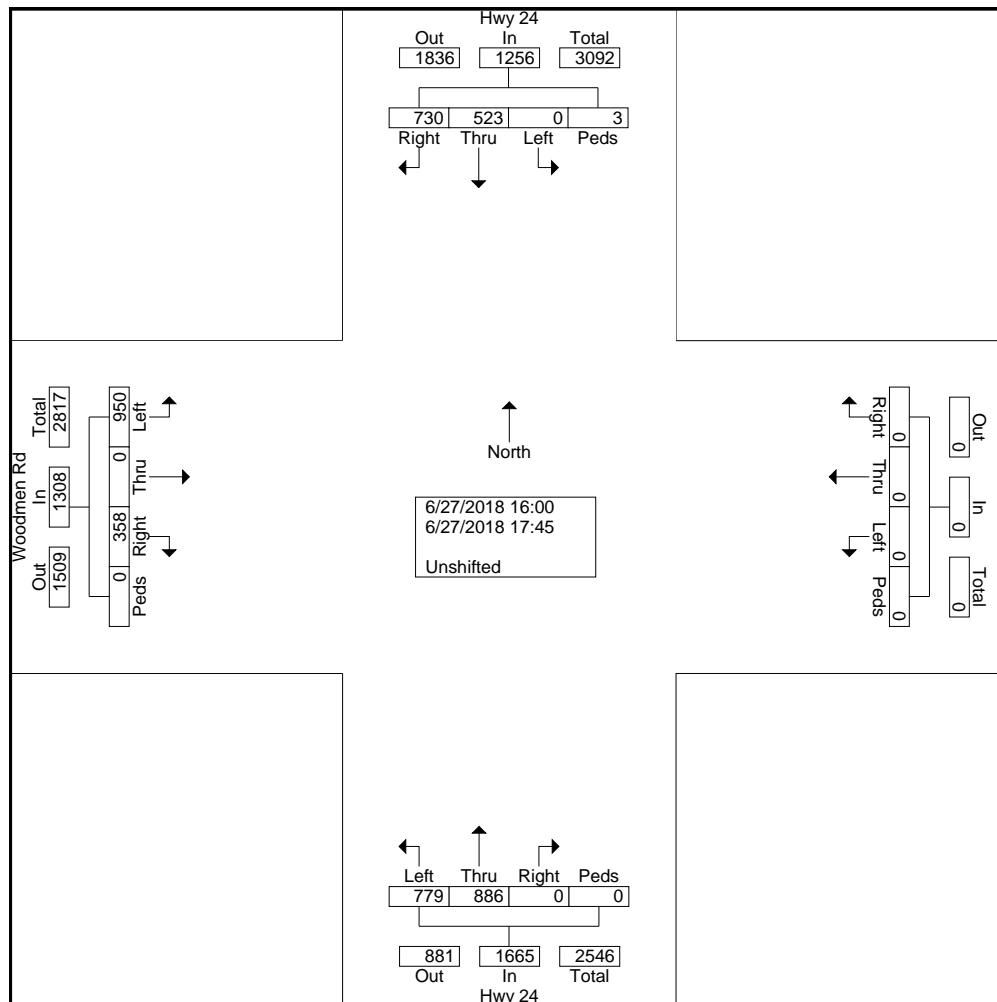 Hwy 24
Out In Total
1836 1256 3092
730 523 0 3
Right Thru Left Peds
Woodmen Rd
Total In Out
2817 1308 1509
950 0 358 0
Left Thru Right Peds
North
6/27/2018 16:00
6/27/2018 17:45
Unshifted
Right Thru Left Peds
0 0 0 0
Out In Total
0 0 0
Left Thru Right Peds
779 886 0 0
881 1665 2546
Out In Total
Hwy 24